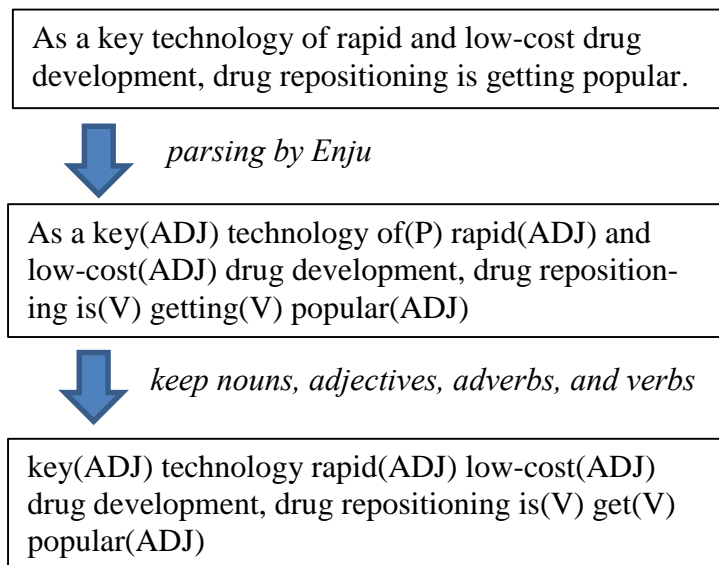 As a key technology of rapid and low-cost drug
development, drug repositioning is getting popular.
parsing by Enju
As a key(ADJ) technology of(P) rapid(ADJ) and
low-cost(ADJ) drug development, drug reposition-
ing is(V) getting(V) popular(ADJ)
keep nouns, adjectives, adverbs, and verbs
key(ADJ) technology rapid(ADJ) low-cost(ADJ)
drug development, drug repositioning is(V) get(V)
popular(ADJ)